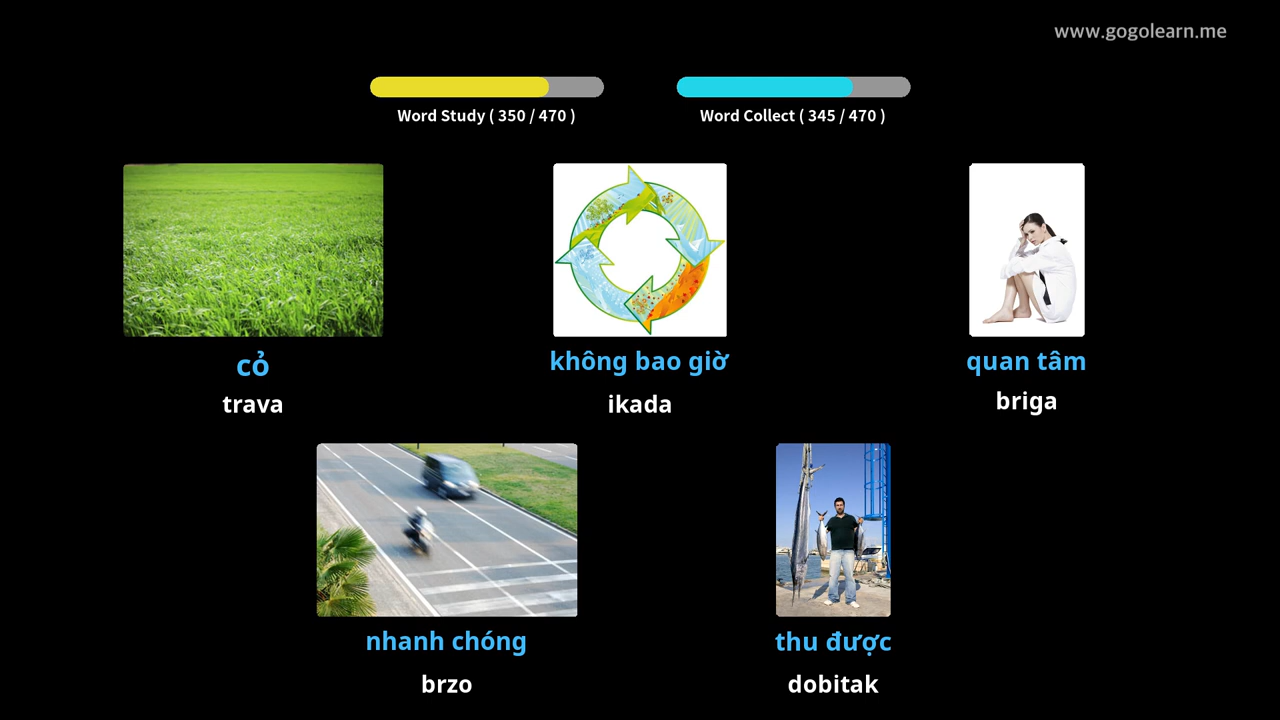 www.gogolearn.me
Word Study ( 350 / 470 )
Word Collect ( 345 / 470 )
cỏ
trava
không bao giờ
ikada
quan tâm
briga
nhanh chóng
brzo
thu được
dobitak